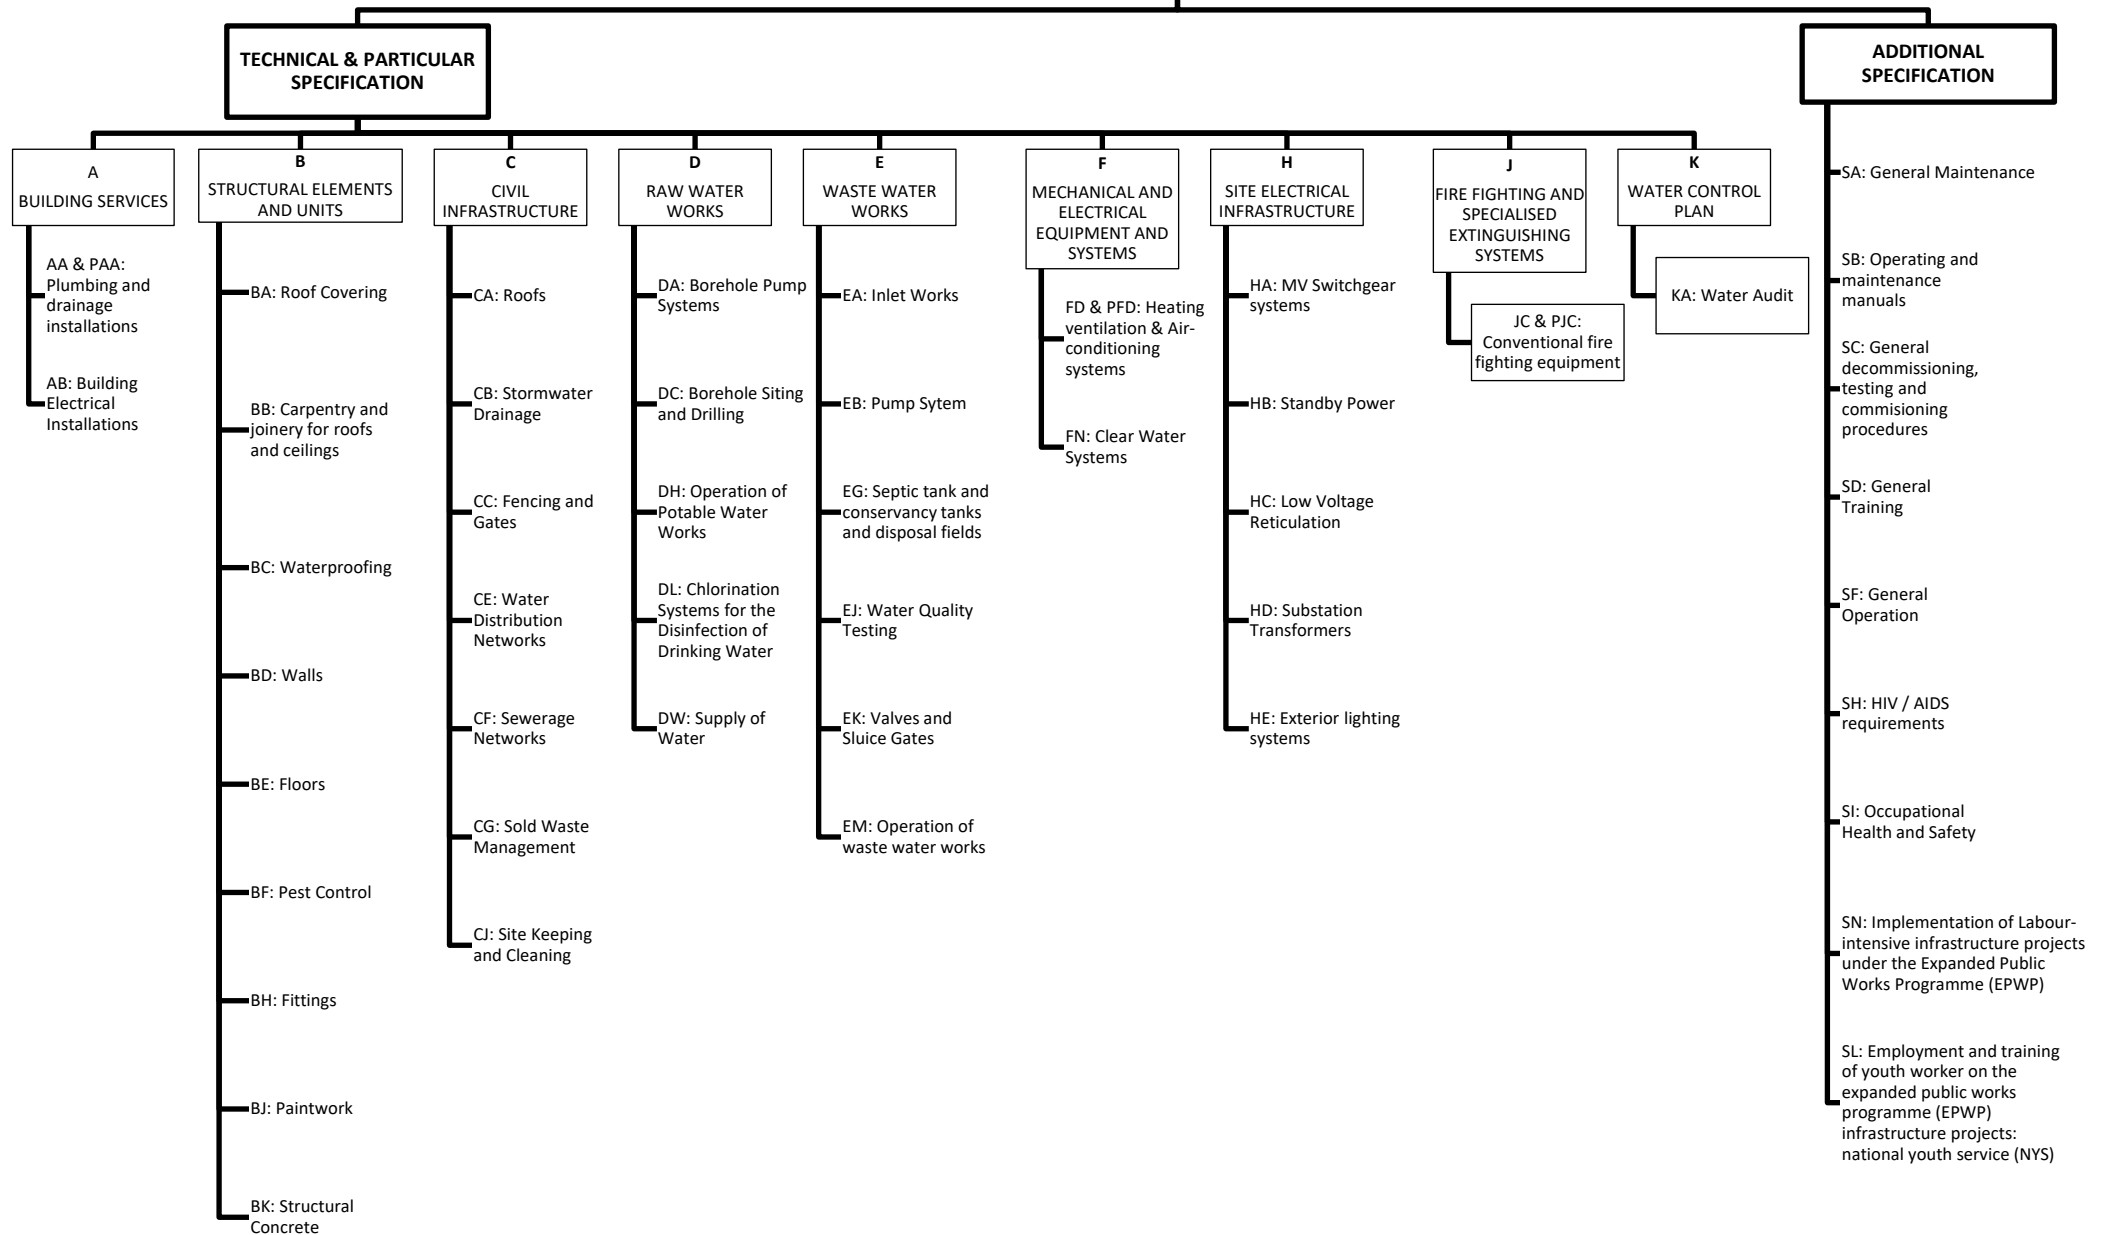 TECHNICAL & PARTICULAR
SPECIFICATION
ADDITIONAL
SPECIFICATION
A
BUILDING SERVICES
AA & PAA:
Plumbing and
drainage
installations
AB: Building
Electrical
Installations
B
STRUCTURAL ELEMENTS
AND UNITS
BA: Roof Covering
BB: Carpentry and
joinery for roofs
and ceilings
BC: Waterproofing
BD: Walls
BE: Floors
BF: Pest Control
BH: Fittings
BJ: Paintwork
BK: Structural
Concrete
C
CIVIL
INFRASTRUCTURE
CA: Roofs
CB: Stormwater
Drainage
CC: Fencing and
Gates
CE: Water
Distribution
Networks
CF: Sewerage
Networks
CG: Sold Waste
Management
CJ: Site Keeping
and Cleaning
D
RAW WATER
WORKS
DA: Borehole Pump
Systems
DC: Borehole Siting
and Drilling
DH: Operation of
Potable Water
Works
DL: Chlorination
Systems for the
Disinfection of
Drinking Water
DW: Supply of
Water
E
WASTE WATER
WORKS
EA: Inlet Works
EB: Pump Sytem
EG: Septic tank and
conservancy tanks
and disposal fields
EJ: Water Quality
Testing
EK: Valves and
Sluice Gates
EM: Operation of
waste water works
F
MECHANICAL AND
ELECTRICAL
EQUIPMENT AND
SYSTEMS
FD & PFD: Heating
ventilation & Air-
conditioning
systems
FN: Clear Water
Systems
H
SITE ELECTRICAL
INFRASTRUCTURE
HA: MV Switchgear
systems
HB: Standby Power
HC: Low Voltage
Reticulation
HD: Substation
Transformers
HE: Exterior lighting
systems
J
FIRE FIGHTING AND
SPECIALISED
EXTINGUISHING
SYSTEMS
JC & PJC:
Conventional fire
fighting equipment
K
WATER CONTROL
PLAN
KA: Water Audit
SA: General Maintenance
SB: Operating and
maintenance
manuals
SC: General
decommissioning,
testing and
commisioning
procedures
SD: General
Training
SF: General
Operation
SH: HIV / AIDS
requirements
SI: Occupational
Health and Safety
SN: Implementation of Labour-
intensive infrastructure projects
under the Expanded Public
Works Programme (EPWP)
SL: Employment and training
of youth worker on the
expanded public works
programme (EPWP)
infrastructure projects:
national youth service (NYS)